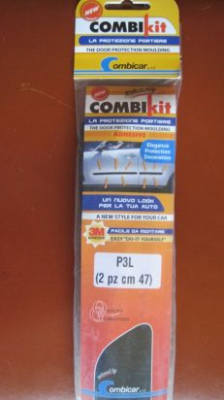 NEW
COMBIkit
LA PROTEZIONE PORTIERE
THE DOOR PROTECTION MOULDING
Combicar
COMBIkit
LA PROTEZIONE PORTIERE
THE DOOR PROTECTION MOULDING
Adhesive
Elegance
Protection
Decoration
UN NUOVO LOOK
PER LA TUA AUTO
A NEW STYLE FOR YOUR CAR
3M
FACILE DA MONTARE
EASY "DO-IT-YOURSELF"
P3L
(2 pz cm 47)
Combicar